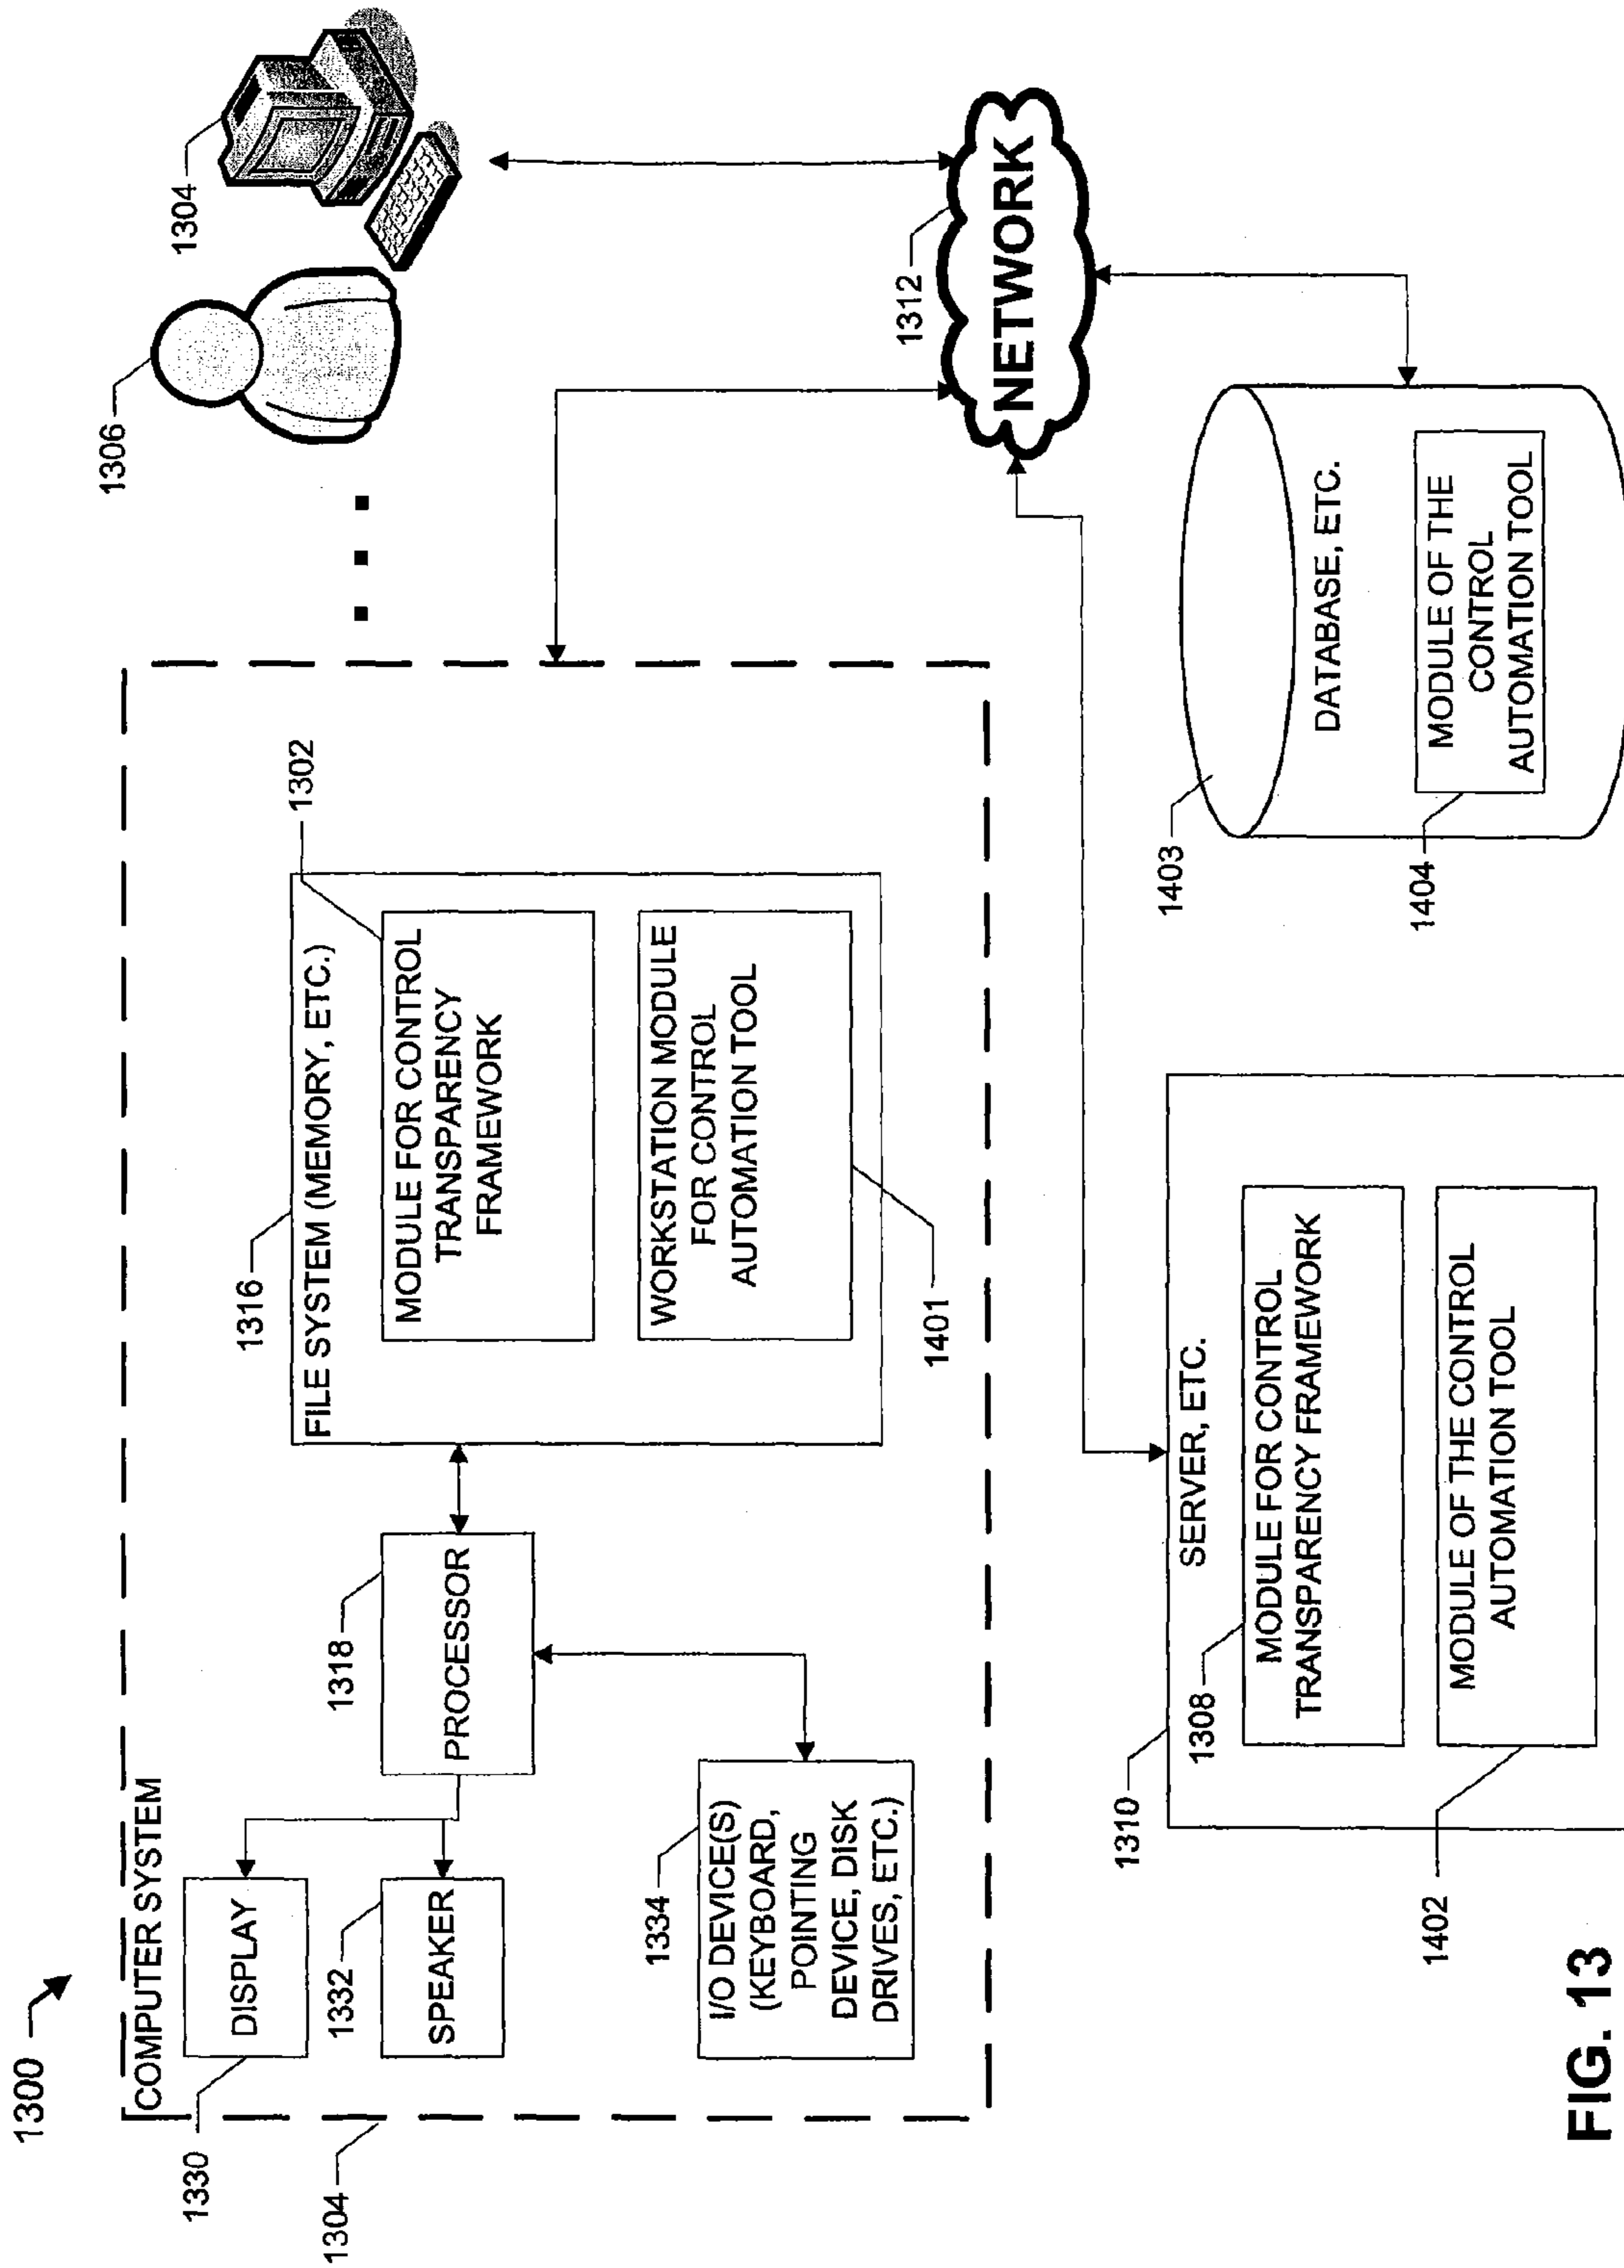 1300
COMPUTER SYSTEM
1330
DISPLAY
1304
1332
SPEAKER
1318
PROCESSOR
1334
I/O DEVICE(S)
(KEYBOARD,
POINTING
DEVICE, DISK
DRIVES, ETC.)
1316
FILE SYSTEM (MEMORY, ETC.)
1302
MODULE FOR CONTROL
TRANSPARENCY
FRAMEWORK
WORKSTATION MODULE
FOR CONTROL
AUTOMATION TOOL
1401
1306
1304
1312
NETWORK
1310
SERVER, ETC.
1308
MODULE FOR CONTROL
TRANSPARENCY FRAMEWORK
MODULE OF THE CONTROL
AUTOMATION TOOL
1402
1403
DATABASE, ETC.
1404
MODULE OF THE
CONTROL
AUTOMATION TOOL
FIG. 13